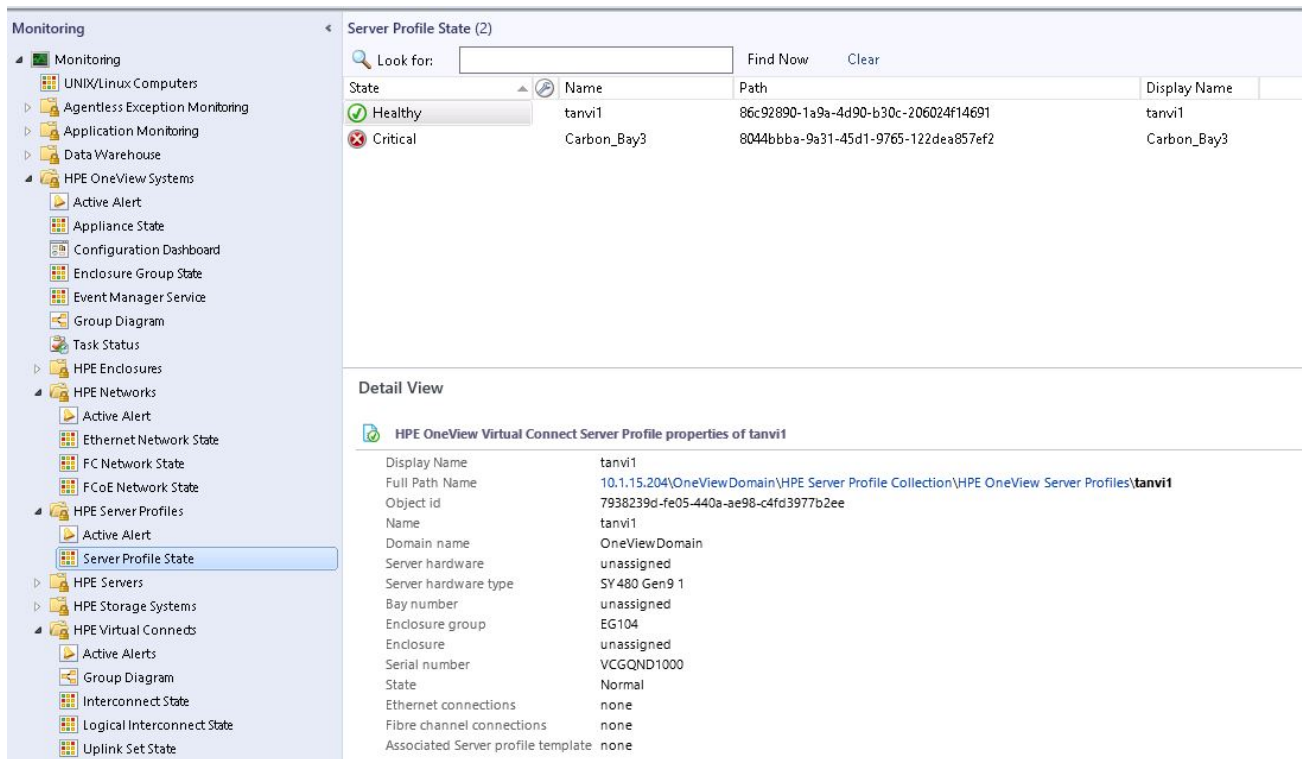 Monitoring
Monitoring
UNIX/Linux Computers
Agentless Exception Monitoring
Application Monitoring
Data Warehouse
HPE OneView Systems
Active Alert
Appliance State
Configuration Dashboard
Enclosure Group State
Event Manager Service
Group Diagram
Task Status
HPE Enclosures
HPE Networks
Active Alert
Ethernet Network State
FC Network State
FCoE Network State
HPE Server Profiles
Active Alert
Server Profile State
HPE Servers
HPE Storage Systems
HPE Virtual Connects
Active Alerts
Group Diagram
Interconnect State
Logical Interconnect State
Uplink Set State
Server Profile State (2)
Look for: Find Now Clear
State Name Path Display Name
Healthy tanvi1 86c92890-1a9a-4d90-b30c-206024f14691 tanvi1
Critical Carbon_Bay3 8044bbba-9a31-45d1-9765-122dea857ef2 Carbon_Bay3
Detail View
HPE OneView Virtual Connect Server Profile properties of tanvi1
Display Name tanvi1
Full Path Name 10.1.15.204\OneViewDomain\HPE Server Profile Collection\HPE OneView Server Profiles\tanvi1
Object id 7938239d-fe05-440a-ae98-c4fd3977b2ee
Name tanvi1
Domain name OneViewDomain
Server hardware unassigned
Server hardware type SY 480 Gen9 1
Bay number unassigned
Enclosure group EG104
Enclosure unassigned
Serial number VCGQND1000
State Normal
Ethernet connections none
Fibre channel connections none
Associated Server profile template none